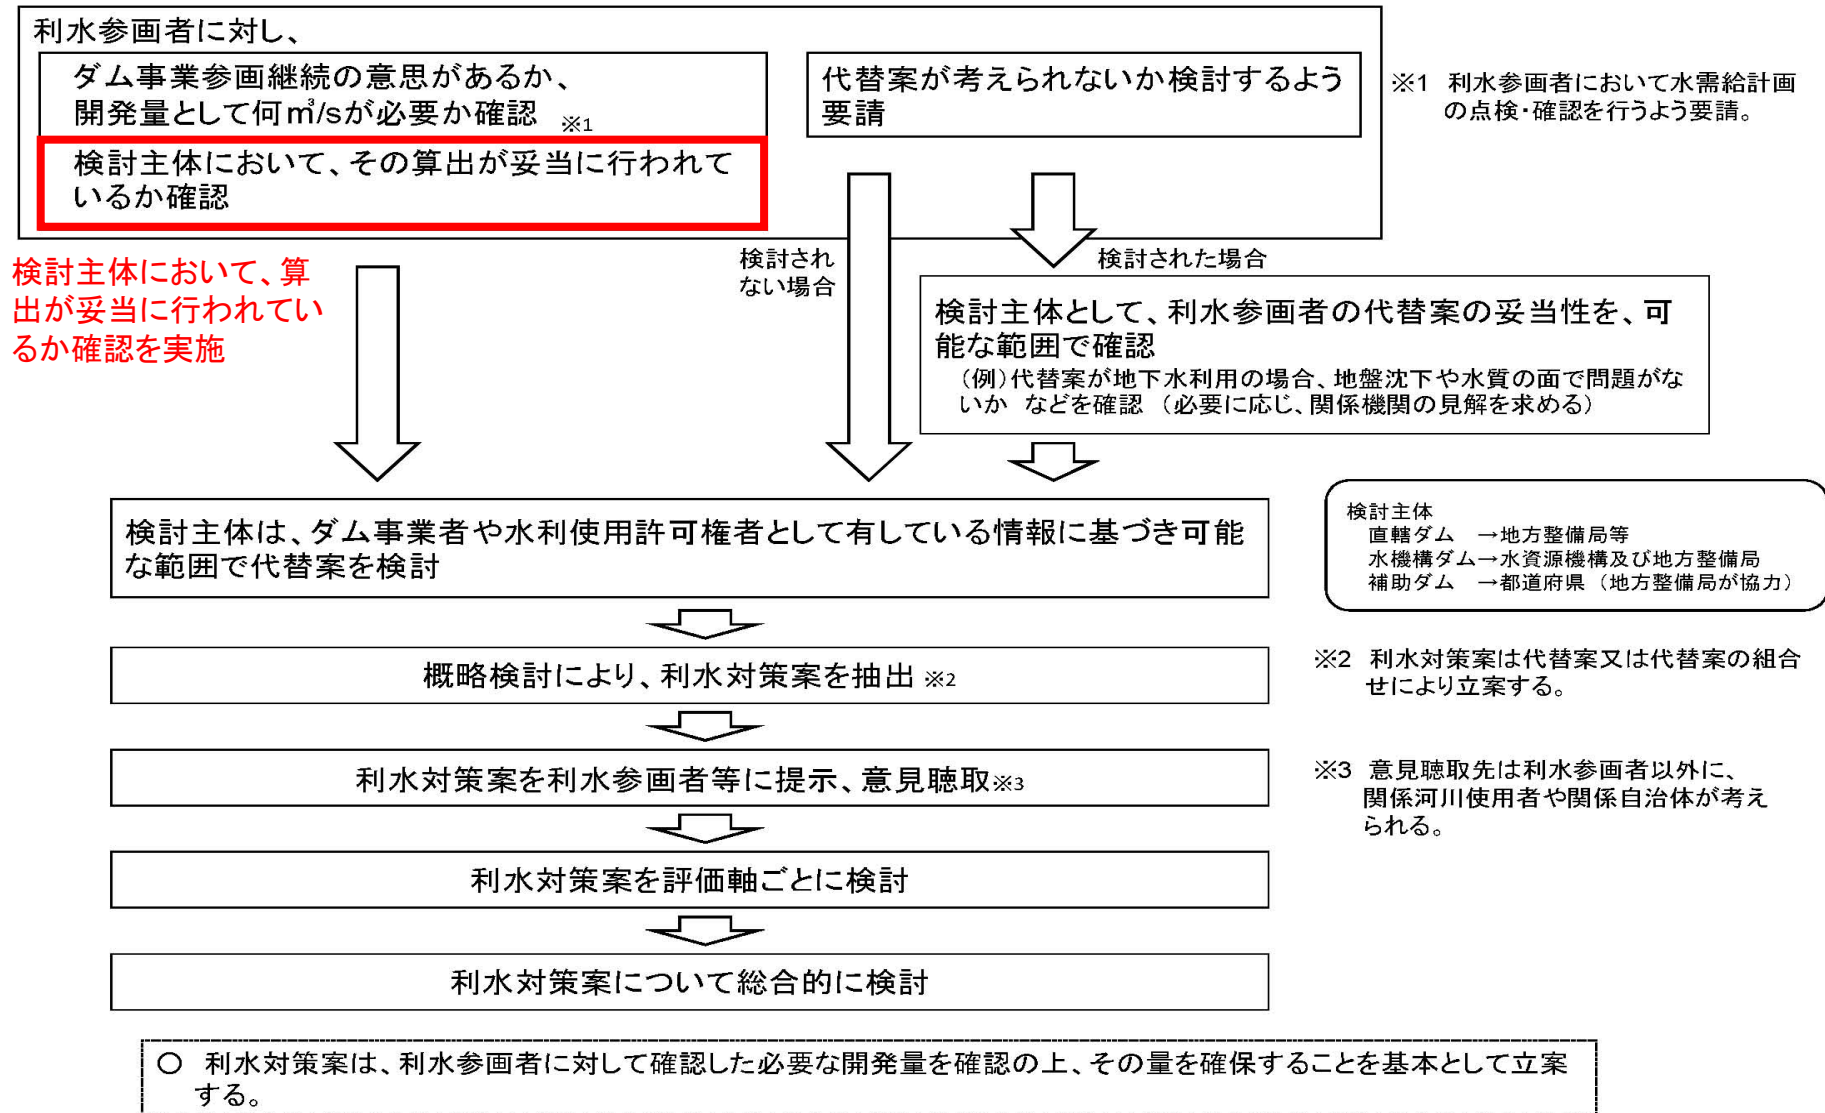 利水参画者に対し、
ダム事業参画継続の意思があるか、
開発量として何㎥/sが必要か確認 ※1
検討主体において、その算出が妥当に行われて
いるか確認
代替案が考えられないか検討するよう
要請
※1 利水参画者において水需給計画
の点検・確認を行うよう要請。
検討主体において、算
出が妥当に行われてい
るか確認を実施
検討され
ない場合
検討された場合
検討主体として、利水参画者の代替案の妥当性を、可
能な範囲で確認
（例）代替案が地下水利用の場合、地盤沈下や水質の面で問題がな
いか などを確認 （必要に応じ、関係機関の見解を求める）
検討主体は、ダム事業者や水利使用許可権者として有している情報に基づき可能
な範囲で代替案を検討
検討主体
直轄ダム →地方整備局等
水機構ダム→水資源機構及び地方整備局
補助ダム →都道府県（地方整備局が協力）
概略検討により、利水対策案を抽出 ※2
※2 利水対策案は代替案又は代替案の組合
せにより立案する。
利水対策案を利水参画者等に提示、意見聴取※3
※3 意見聴取先は利水参画者以外に、
関係河川使用者や関係自治体が考え
られる。
利水対策案を評価軸ごとに検討
利水対策案について総合的に検討
○ 利水対策案は、利水参画者に対して確認した必要な開発量を確認の上、その量を確保することを基本として立案
する。